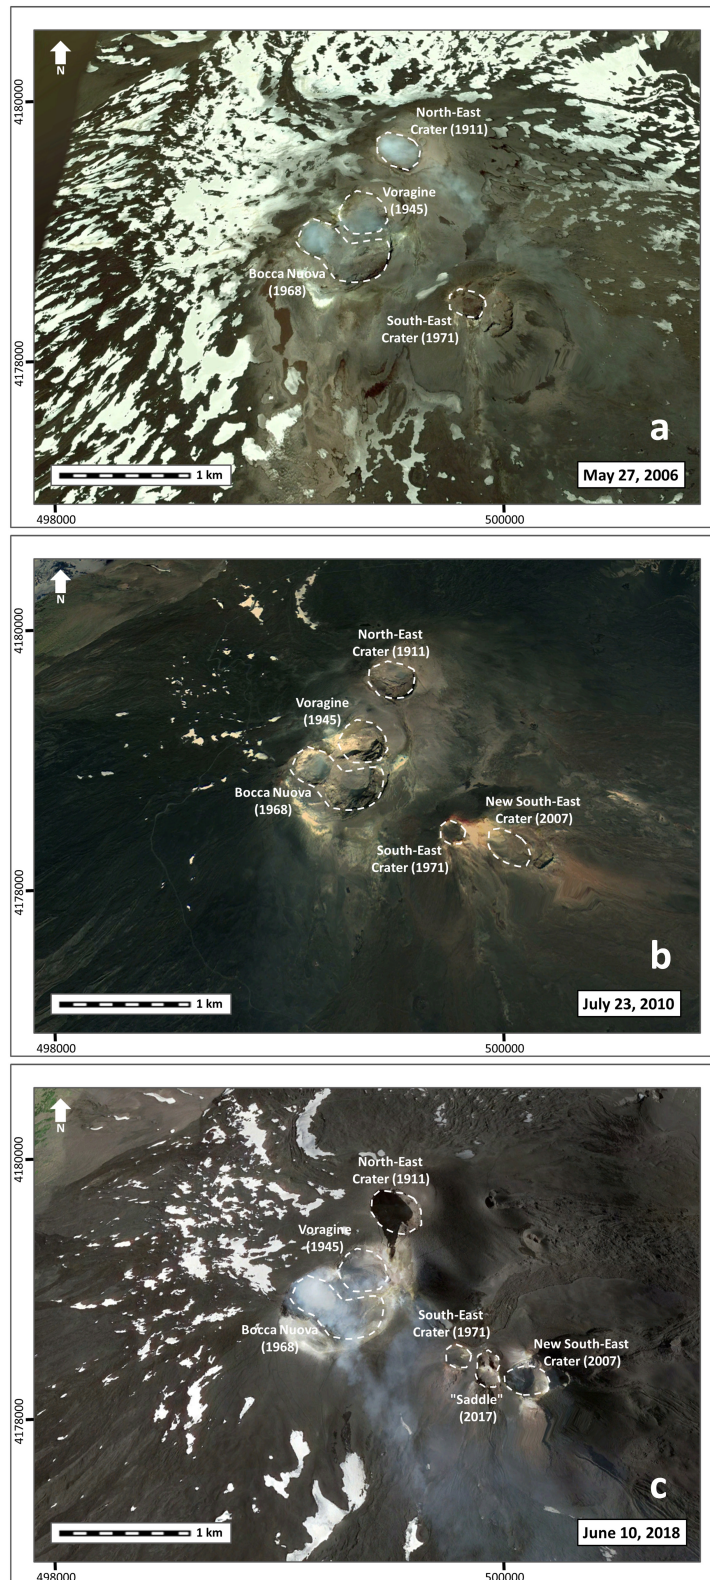 N
North-East
Crater (1911)
Voragine
(1945)
Bocca Nuova
(1968)
South-East
Crater (1971)
4180000
4178000
a
1 km
May 27, 2006
498000
500000
N
North-East
Crater (1911)
Voragine
(1945)
Bocca Nuova
(1968)
New South-East
Crater (2007)
South-East
Crater (1971)
4180000
4178000
b
1 km
July 23, 2010
498000
500000
N
North-East
Crater (1911)
Voragine
(1945)
Bocca Nuova
(1968)
South-East
Crater (1971)
New South-East
Crater (2007)
"Saddle"
(2017)
4180000
4178000
c
1 km
June 10, 2018
498000
500000